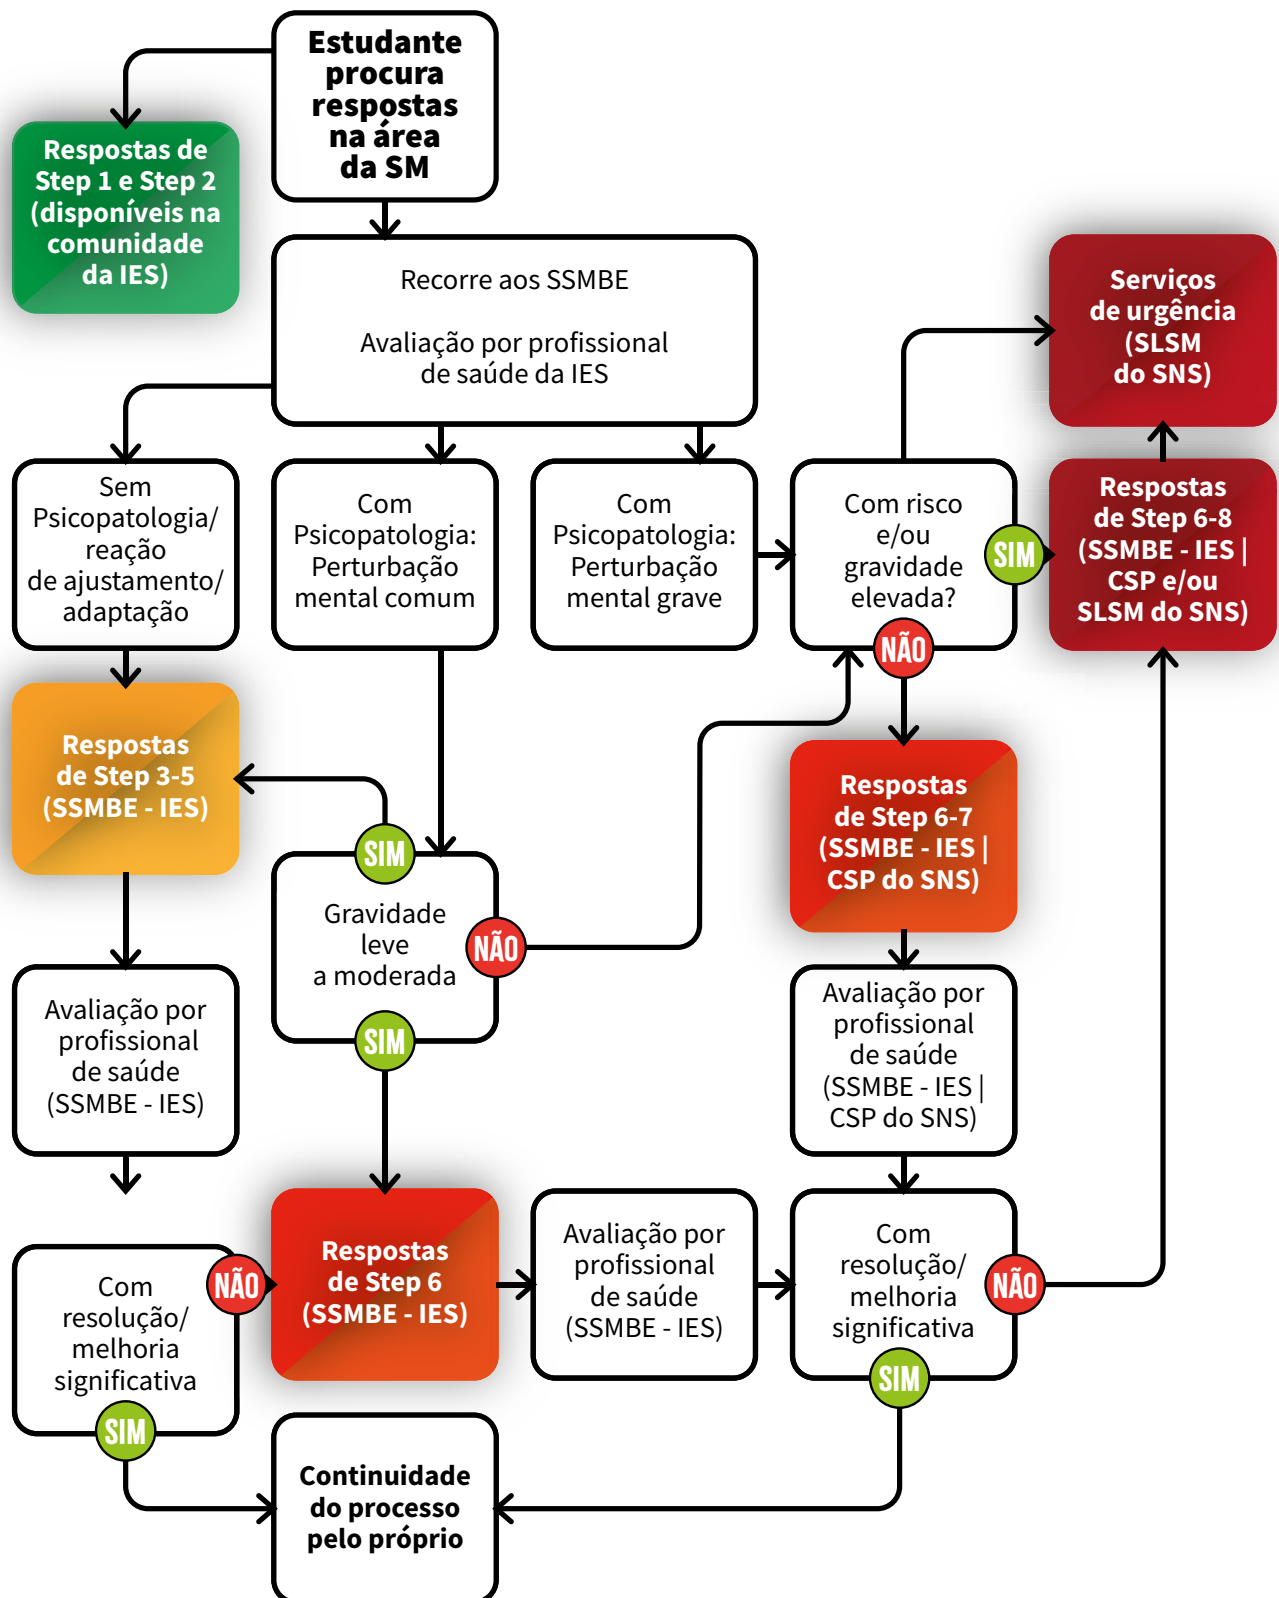 Estudante
procura
respostas
na área
da SM
Respostas de
Step 1 e Step 2
(disponíveis na
comunidade
da IES)
Recorre aos SSMBE
Avaliação por profissional
de saúde da IES
Serviços
de urgência
(SLSM
do SNS)
Sem
Psicopatologia/
reação
de ajustamento/
adaptação
Com
Psicopatologia:
Perturbação
mental comum
Com
Psicopatologia:
Perturbação
mental grave
Com risco
e/ou
gravidade
elevada?
SIM
NÃO
Respostas
de Step 6-8
(SSMBE - IES |
CSP e/ou
SLSM do SNS)
Respostas
de Step 3-5
(SSMBE - IES)
SIM
Gravidade
leve
a moderada
NÃO
SIM
Respostas
de Step 6-7
(SSMBE - IES |
CSP do SNS)
Avaliação por
profissional
de saúde
(SSMBE - IES)
Avaliação por
profissional
de saúde
(SSMBE - IES |
CSP do SNS)
Com
resolução/
melhoria
significativa
NÃO
SIM
Respostas
de Step 6
(SSMBE - IES)
Avaliação por
profissional
de saúde
(SSMBE - IES)
Com
resolução/
melhoria
significativa
NÃO
SIM
Continuidade
do processo
pelo próprio